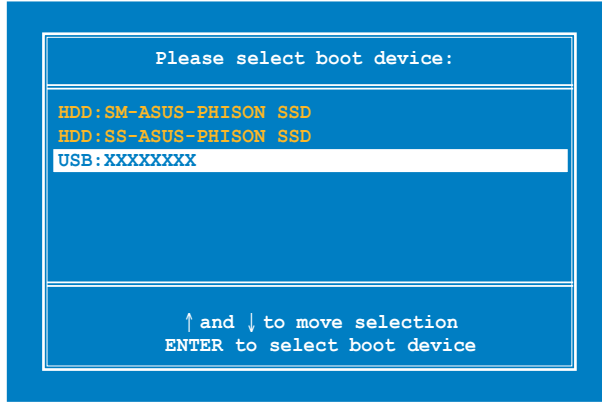 Please select boot device:
HDD:SM-ASUS-PHISON SSD
HDD:SS-ASUS-PHISON SSD
USB:XXXXXXXX
↑ and ↓ to move selection
ENTER to select boot device